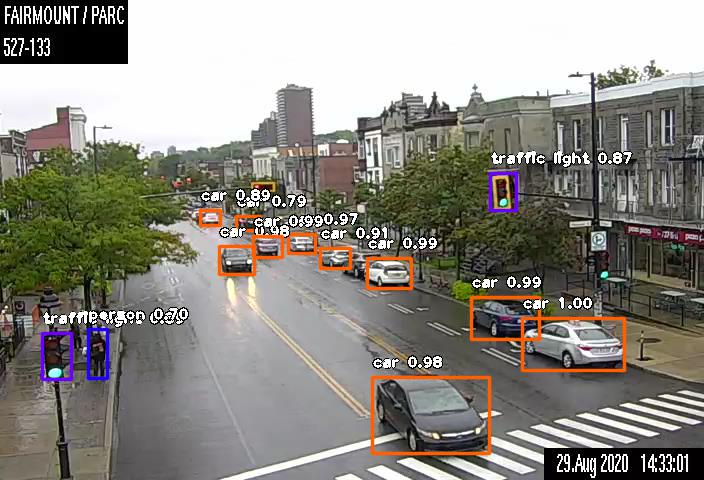 FAIRMOUNT / PARC
527-133
traffic light 0.87
car 0.89
car 0.79
car 0.98
car 0.99
0.97
car 0.91
car 0.99
car 0.99
car 1.00
person 0.70
car 0.98
29.Aug 2020 14:33:01